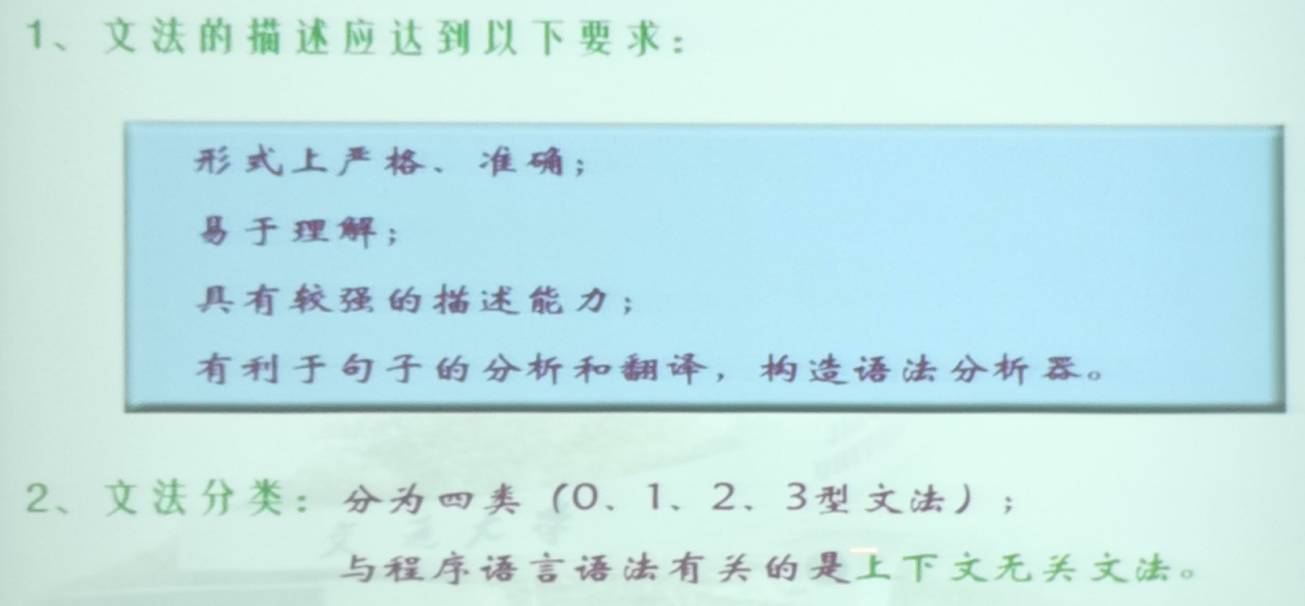 1、文法的描述应达到以下要求：
形式上严格、准确；
易于理解；
具有较强的描述能力；
有利于句子的分析和翻译，构造语法分析器。
2、文法分类：分为四类（0、1、2、3型文法）；
与程序语言语法有关的是上下文无关文法。